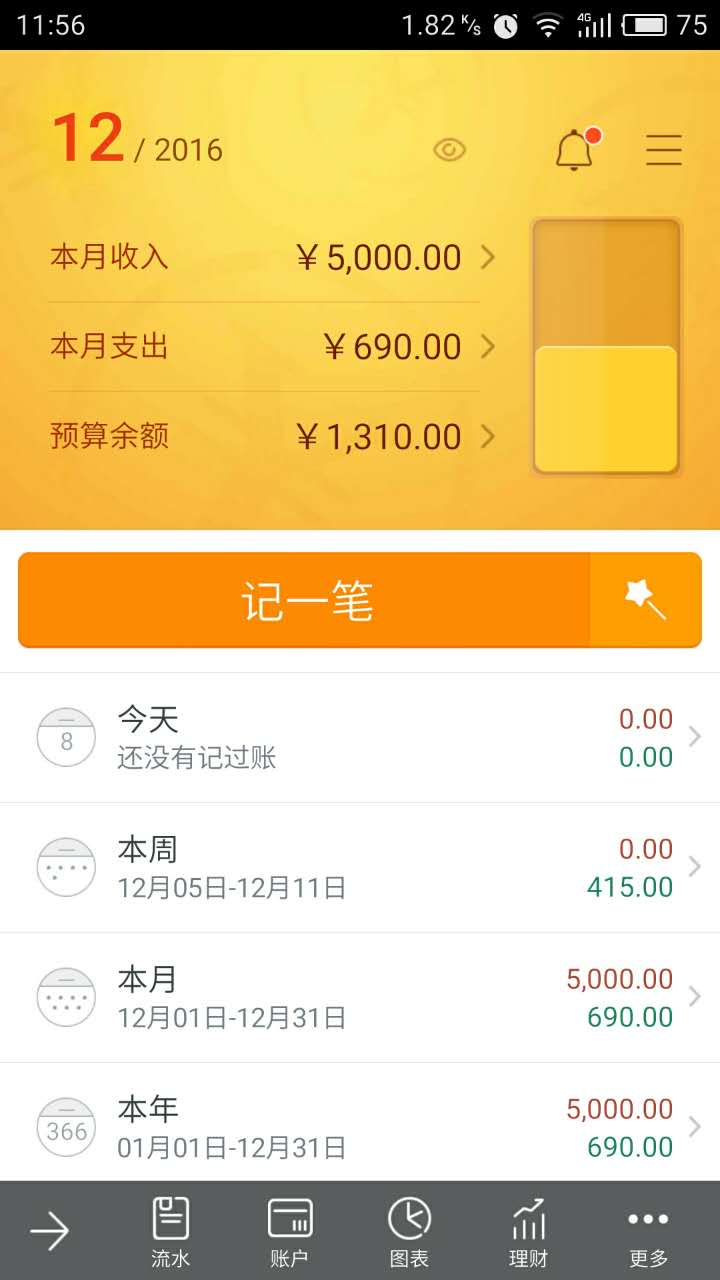 11:56 1.82 K/s 4G 75
12 / 2016
本月收入 ¥5,000.00
本月支出 ¥690.00
预算余额 ¥1,310.00
记一笔
今天 0.00
8
还没有记过账 0.00
本周 0.00
12月05日-12月11日 415.00
本月 5,000.00
12月01日-12月31日 690.00
本年 5,000.00
366
01月01日-12月31日 690.00
流水 账户 图表 理财 更多